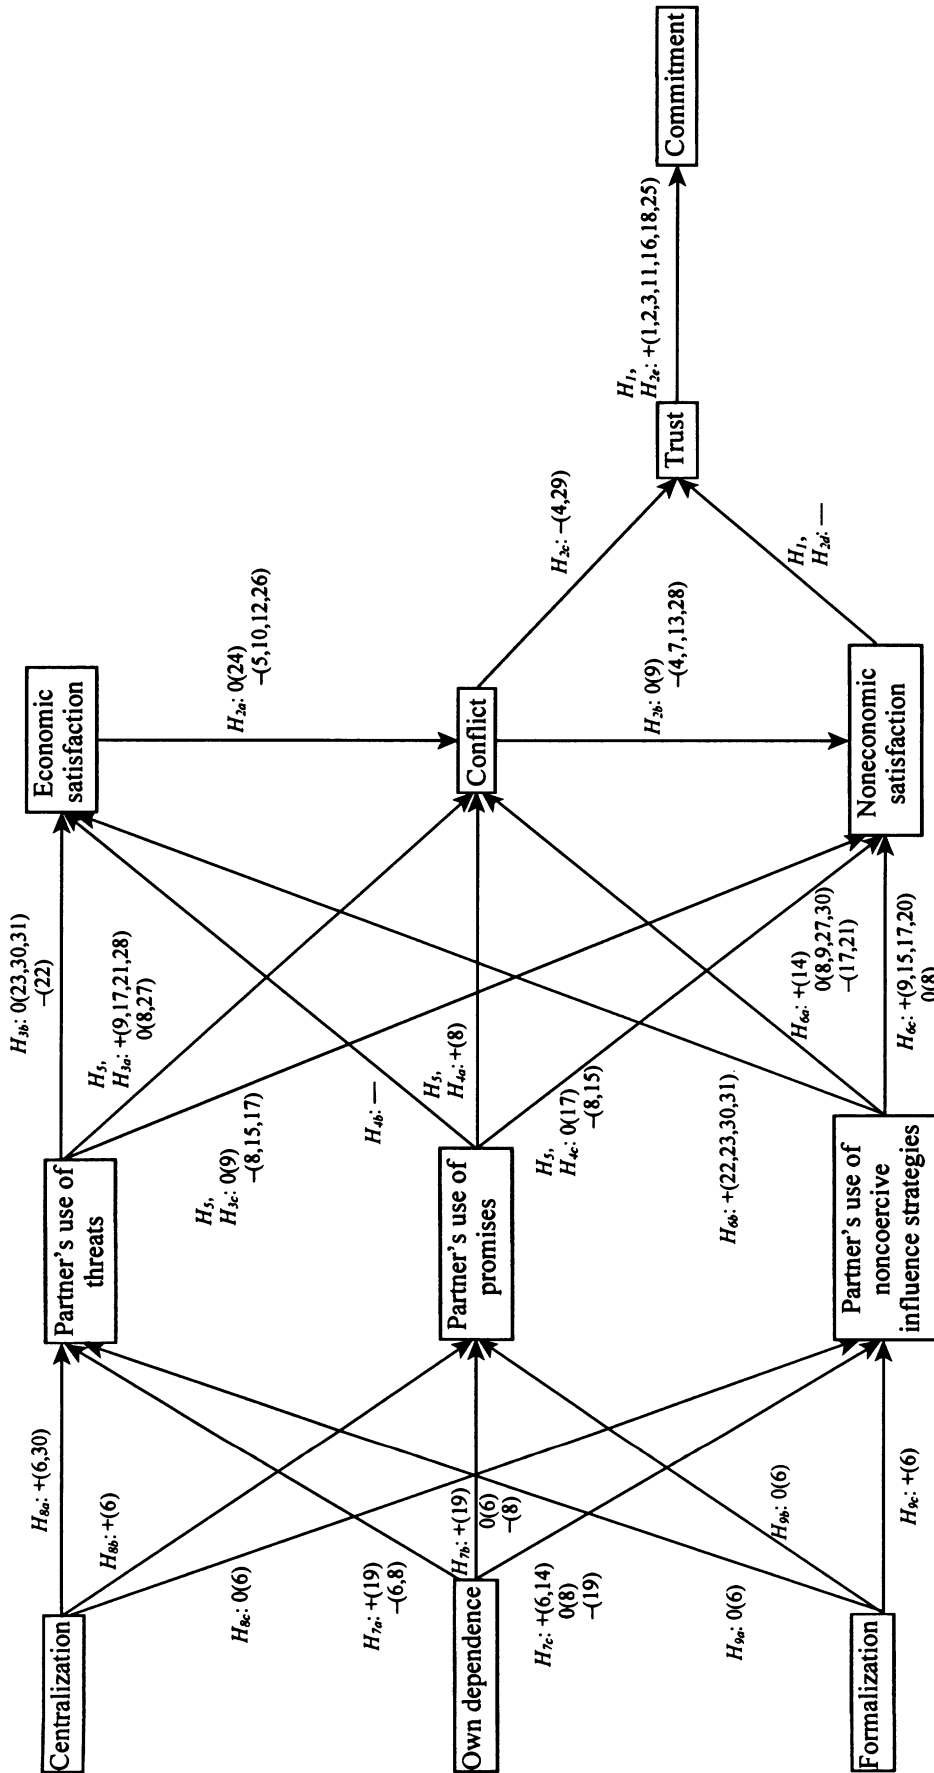 Centralization
Own dependence
Formalization
H8a: +(6,30)
H8b: +(6)
H8c: 0(6)
H7a: +(19)
−(6,8)
H7b: +(19)
0(6)
−(8)
H7c: +(6,14)
0(8)
−(19)
H9a: 0(6)
H9b: 0(6)
H9c: +(6)
Partner's use of
threats
Partner's use of
promises
Partner's use of
noncoercive
influence strategies
H3b: 0(23,30,31)
−(22)
H5,
H3a: +(9,17,21,28)
0(8,27)
H5,
H3c: 0(9)
−(8,15,17)
H4b: —
H5,
H4a: +(8)
H5,
H4c: 0(17)
−(8,15)
H6b: +(22,23,30,31)
H6a: +(14)
0(8,9,27,30)
−(17,21)
H6c: +(9,15,17,20)
0(8)
Economic
satisfaction
Conflict
Noneconomic
satisfaction
H2a: 0(24)
−(5,10,12,26)
H2b: 0(9)
−(4,7,13,28)
H2c: −(4,29)
H1,
H2d: —
Trust
H1,
H2e: +(1,2,3,11,16,18,25)
Commitment